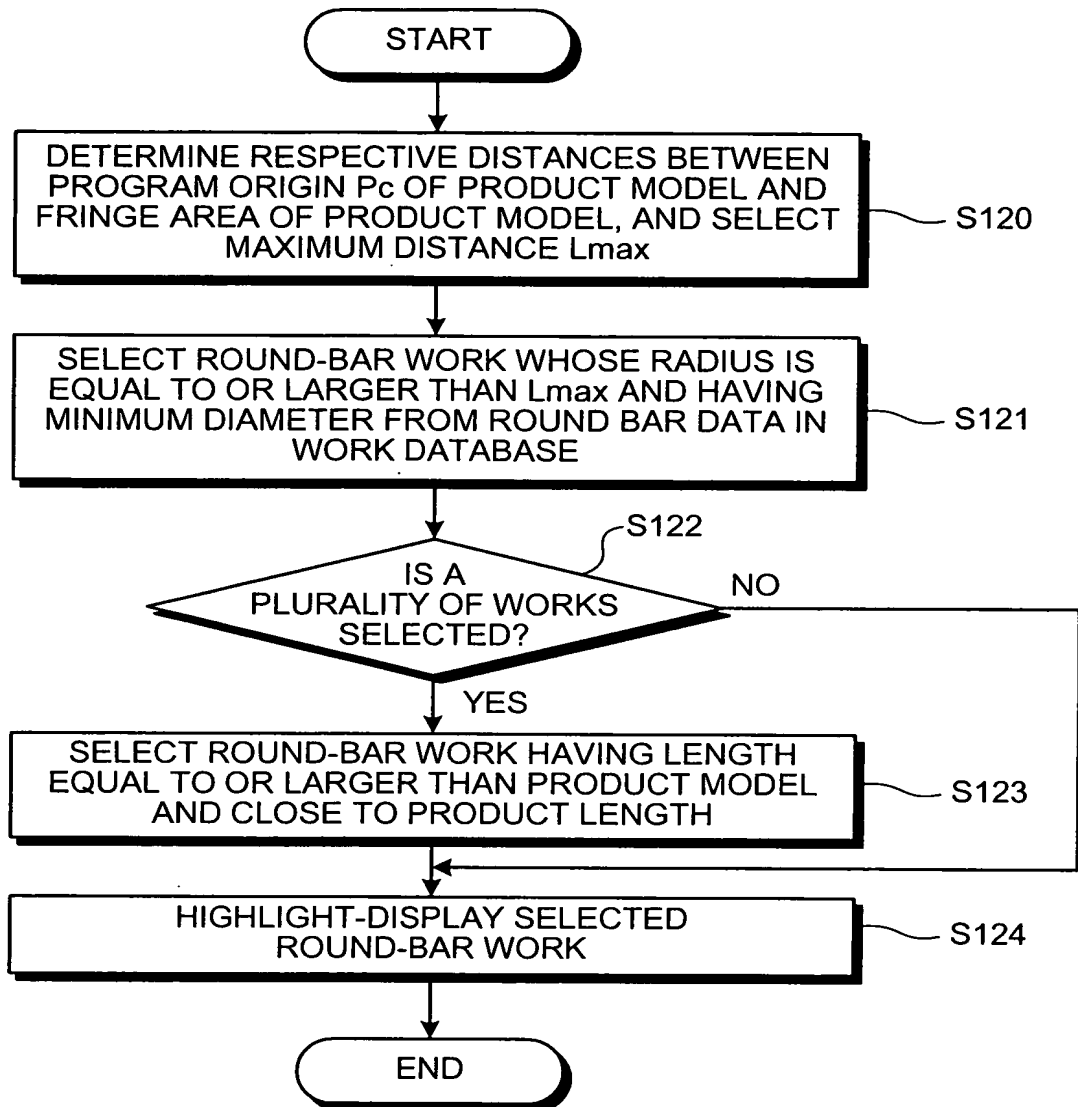 START
DETERMINE RESPECTIVE DISTANCES BETWEEN
PROGRAM ORIGIN Pc OF PRODUCT MODEL AND
FRINGE AREA OF PRODUCT MODEL, AND SELECT
MAXIMUM DISTANCE Lmax
S120
SELECT ROUND-BAR WORK WHOSE RADIUS IS
EQUAL TO OR LARGER THAN Lmax AND HAVING
MINIMUM DIAMETER FROM ROUND BAR DATA IN
WORK DATABASE
S121
S122
IS A
PLURALITY OF WORKS
SELECTED?
NO
YES
SELECT ROUND-BAR WORK HAVING LENGTH
EQUAL TO OR LARGER THAN PRODUCT MODEL
AND CLOSE TO PRODUCT LENGTH
S123
HIGHLIGHT-DISPLAY SELECTED
ROUND-BAR WORK
S124
END